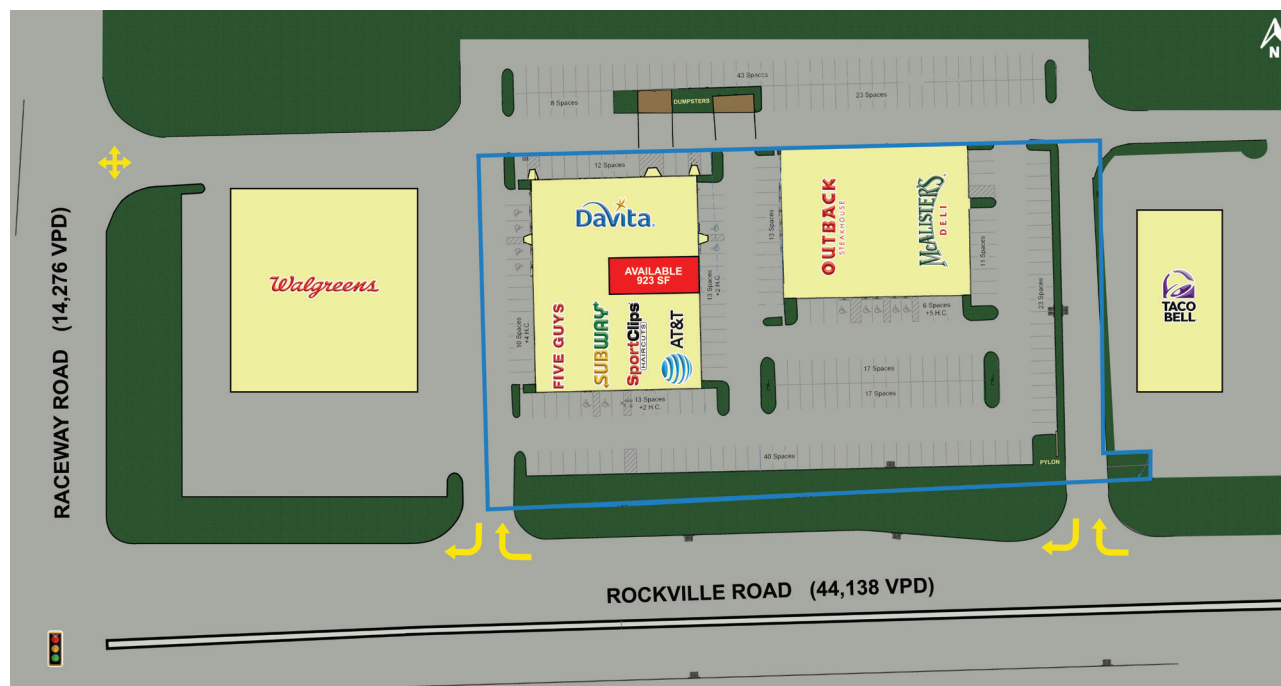 N
43 Spaces
8 Spaces
DUMPSTERS
23 Spaces
12 Spaces
DaVita
AVAILABLE
923 SF
13 Spaces
+2 H.C.
10 Spaces
+4 H.C.
FIVE GUYS
SUBWAY
SportClips
HAIRCUTS
AT&T
13 Spaces
+2 H.C.
13 Spaces
OUTBACK
STEAKHOUSE
McALISTER'S
DELI
11 Spaces
6 Spaces
+5 H.C.
23 Spaces
17 Spaces
17 Spaces
40 Spaces
PYLON
Walgreens
TACO
BELL
RACEWAY ROAD (14,276 VPD)
ROCKVILLE ROAD (44,138 VPD)